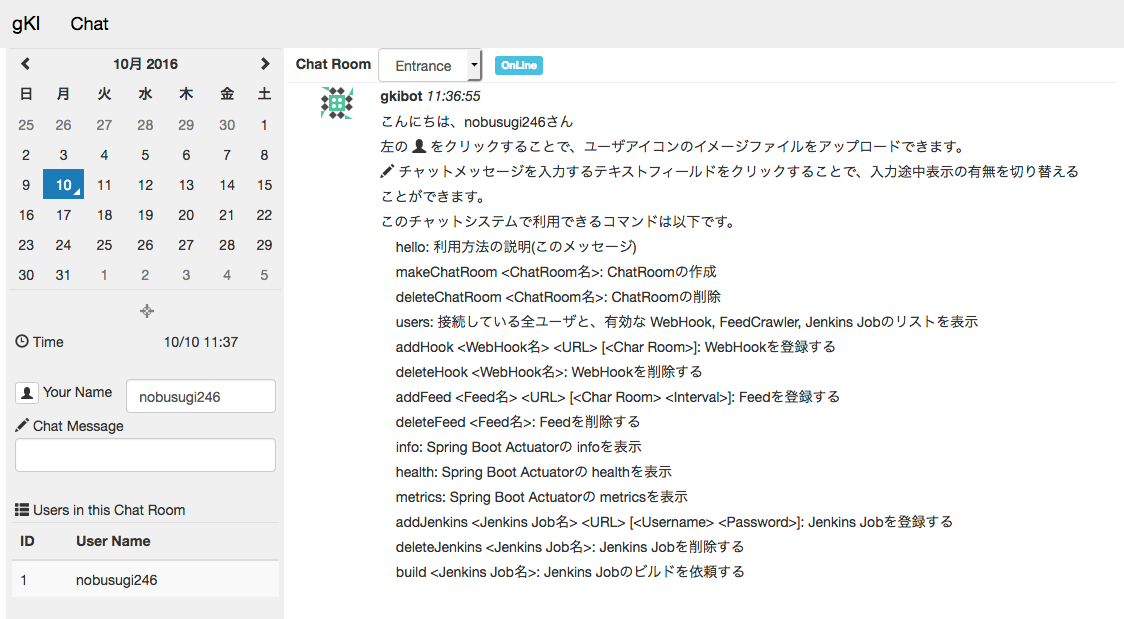 gKI Chat
10月 2016
日 月 火 水 木 金 土
25 26 27 28 29 30 1
2 3 4 5 6 7 8
9 10 11 12 13 14 15
16 17 18 19 20 21 22
23 24 25 26 27 28 29
30 31 1 2 3 4 5
Time 10/10 11:37
Your Name nobusugi246
Chat Message
Users in this Chat Room
ID User Name
1 nobusugi246
Chat Room Entrance OnLine
gkibot 11:36:55
こんにちは、nobusugi246さん
左の をクリックすることで、ユーザアイコンのイメージファイルをアップロードできます。
チャットメッセージを入力するテキストフィールドをクリックすることで、入力途中表示の有無を切り替える
ことができます。
このチャットシステムで利用できるコマンドは以下です。
hello: 利用方法の説明(このメッセージ)
makeChatRoom <ChatRoom名>: ChatRoomの作成
deleteChatRoom <ChatRoom名>: ChatRoomの削除
users: 接続している全ユーザと、有効な WebHook, FeedCrawler, Jenkins Jobのリストを表示
addHook <WebHook名> <URL> [<Char Room>]: WebHookを登録する
deleteHook <WebHook名>: WebHookを削除する
addFeed <Feed名> <URL> [<Char Room> <Interval>]: Feedを登録する
deleteFeed <Feed名>: Feedを削除する
info: Spring Boot Actuatorの infoを表示
health: Spring Boot Actuatorの healthを表示
metrics: Spring Boot Actuatorの metricsを表示
addJenkins <Jenkins Job名> <URL> [<Username> <Password>]: Jenkins Jobを登録する
deleteJenkins <Jenkins Job名>: Jenkins Jobを削除する
build <Jenkins Job名>: Jenkins Jobのビルドを依頼する